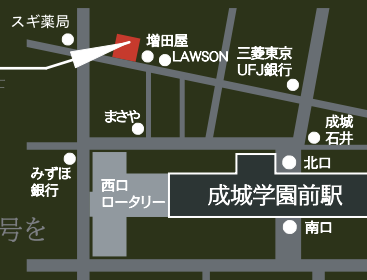 スギ薬局
増田屋
LAWSON
三菱東京
UFJ銀行
まさや
成城
石井
みずほ
銀行
西口
ロータリー
北口
成城学園前駅
南口
号を